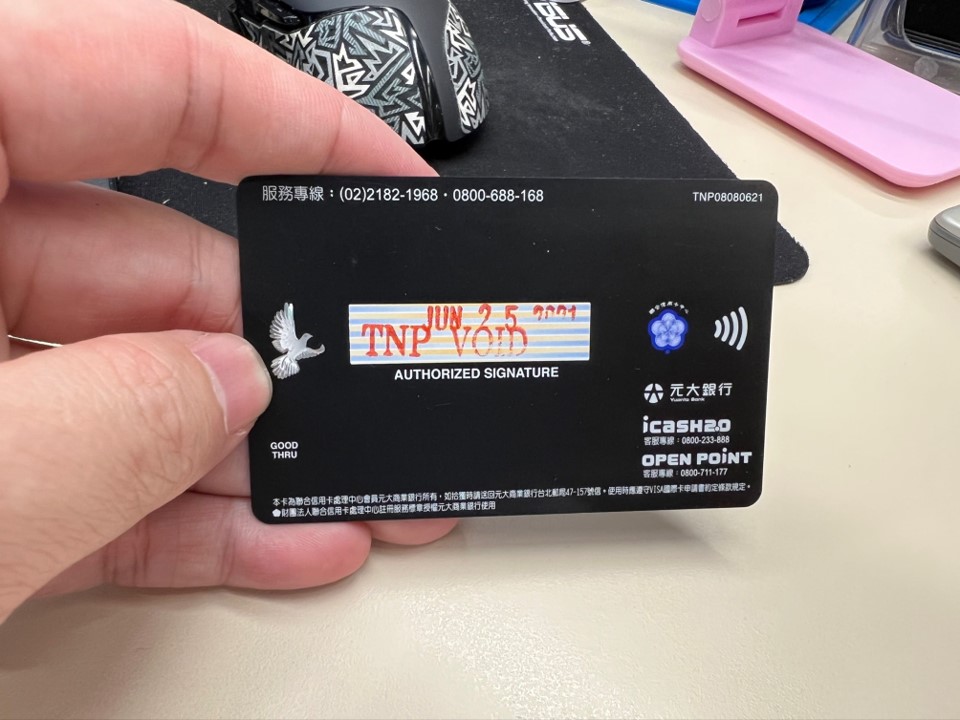 服務專線：(02)2182-1968・0800-688-168
TNP08080621
JUN 25
TNP VOID
AUTHORIZED SIGNATURE
元大銀行
Yuanta Bank
icash2.0
客服專線：0800-233-888
OPEN POiNT
客服專線：0800-711-177
GOOD
THRU
本卡為聯合信用卡處理中心會員元大商業銀行所有，如拾獲時請送回元大商業銀行台北郵局47-157號信。使用時應遵守VISA國際卡申請書約定條款規定。
財團法人聯合信用卡處理中心註冊服務標章授權元大商業銀行使用